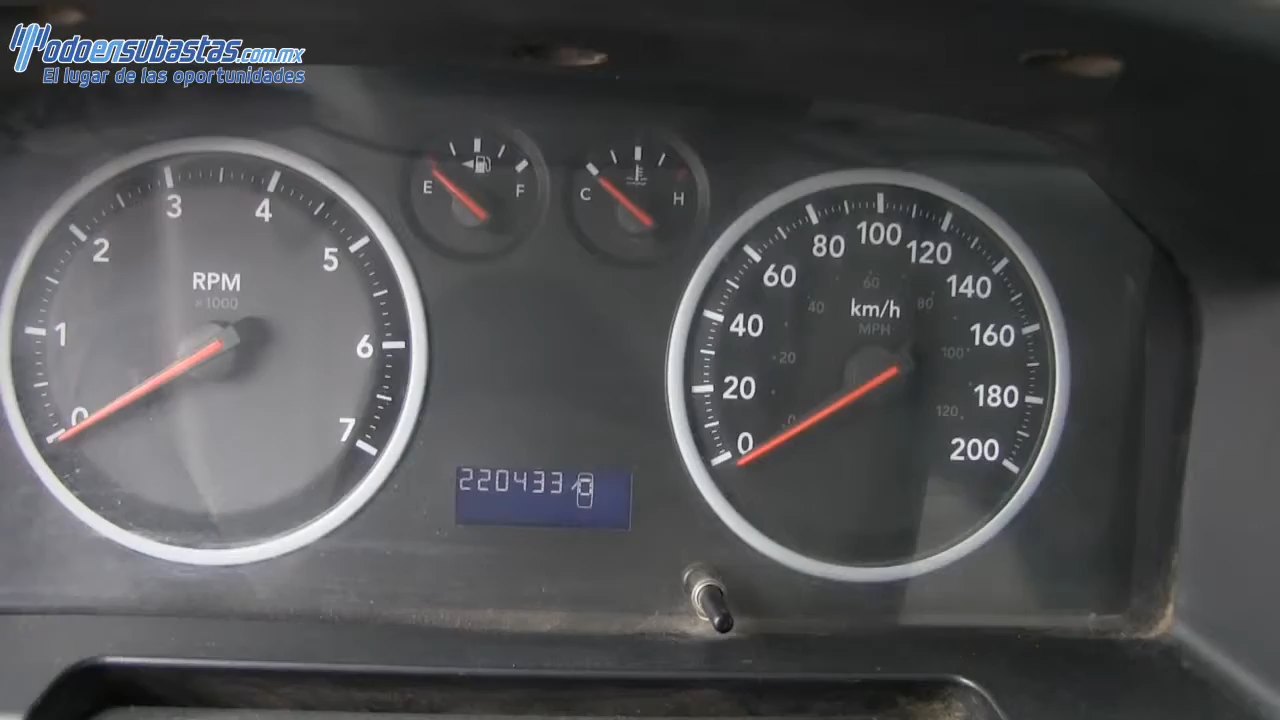 todoensubastas.com.mx
El lugar de las oportunidades
0 1 2 3 4 5 6 7
RPM
x1000
E F
C H
0 20 40 60 80 100 120 140 160 180 200
km/h
MPH
0 20 40 60 80 100 120
220433